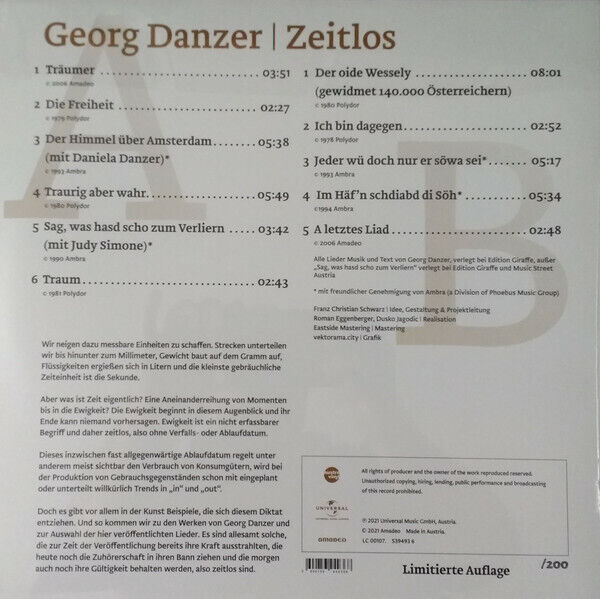 Georg Danzer | Zeitlos
A
1 Träumer .......................... 03:51
© 2006 Amadeo
2 Die Freiheit ..................... 02:27
© 1979 Polydor
3 Der Himmel über Amsterdam ........ 05:38
(mit Daniela Danzer)*
© 1993 Ambra
4 Traurig aber wahr................. 05:49
© 1980 Polydor
5 Sag, was hasd scho zum Verliern .... 03:42
(mit Judy Simone)*
© 1990 Ambra
6 Traum............................. 02:43
© 1981 Polydor
B
1 Der oide Wessely ................. 08:01
(gewidmet 140.000 Österreichern)
© 1980 Polydor
2 Ich bin dagegen................... 02:52
© 1978 Polydor
3 Jeder wü doch nur er söwa sei* ...... 05:17
© 1993 Ambra
4 Im Häf'n schdiabd di Söh* ......... 05:34
©1994 Ambra
5 A letztes Liad ................... 02:48
© 2006 Amadeo
Alle Lieder Musik und Text von Georg Danzer, verlegt bei Edition Giraffe, außer
„Sag, was hasd scho zum Verliern“ verlegt bei Edition Giraffe und Music Street
Austria
* mit freundlicher Genehmigung von Ambra (a Division of Phoebus Music Group)
Franz Christian Schwarz | Idee, Gestaltung & Projektleitung
Roman Eggenberger, Dusko Jagodic | Realisation
Eastside Mastering | Mastering
vektorama.city | Grafik
Wir neigen dazu messbare Einheiten zu schaffen. Strecken unterteilen
wir bis hinunter zum Millimeter, Gewicht baut auf dem Gramm auf,
Flüssigkeiten ergießen sich in Litern und die kleinste gebräuchliche
Zeiteinheit ist die Sekunde.
Aber was ist Zeit eigentlich? Eine Aneinanderreihung von Momenten
bis in die Ewigkeit? Die Ewigkeit beginnt in diesem Augenblick und ihr
Ende kann niemand vorhersagen. Ewigkeit ist ein nicht erfassbarer
Begriff und daher zeitlos, also ohne Verfalls- oder Ablaufdatum.
Dieses inzwischen fast allgegenwärtige Ablaufdatum regelt unter
anderem meist sichtbar den Verbrauch von Konsumgütern, wird bei
der Produktion von Gebrauchsgegenständen schon mit eingeplant
oder unterteilt willkürlich Trends in „in“ und „out“.
Doch es gibt vor allem in der Kunst Beispiele, die sich diesem Diktat
entziehen. Und so kommen wir zu den Werken von Georg Danzer und
zur Auswahl der hier veröffentlichten Lieder. Es sind allesamt solche,
die zur Zeit der Veröffentlichung bereits ihre Kraft ausstrahlten, die
heute noch die Zuhörerschaft in ihren Bann ziehen und die morgen
auch noch ihre Gültigkeit behalten werden, also zeitlos sind.
All rights of producer and the owner of the work reproduced reserved.
Unauthorized copying, hiring, lending, public performance and broadcasting
of this record prohibited.
UNIVERSAL
℗ 2021 Universal Music GmbH, Austria.
© 2021 Amadeo Made in Austria.
LC 00107. 539493 6
amadeo
Limitierte Auflage
/200